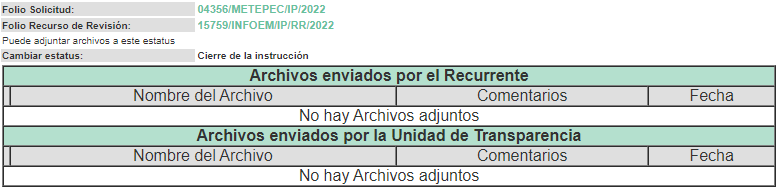 Folio Solicitud: 04356/METEPEC/IP/2022
Folio Recurso de Revisión: 15759/INFOEM/IP/RR/2022
Puede adjuntar archivos a este estatus
Cambiar estatus: Cierre de la instrucción
Archivos enviados por el Recurrente
Nombre del Archivo Comentarios Fecha
No hay Archivos adjuntos
Archivos enviados por la Unidad de Transparencia
Nombre del Archivo Comentarios Fecha
No hay Archivos adjuntos